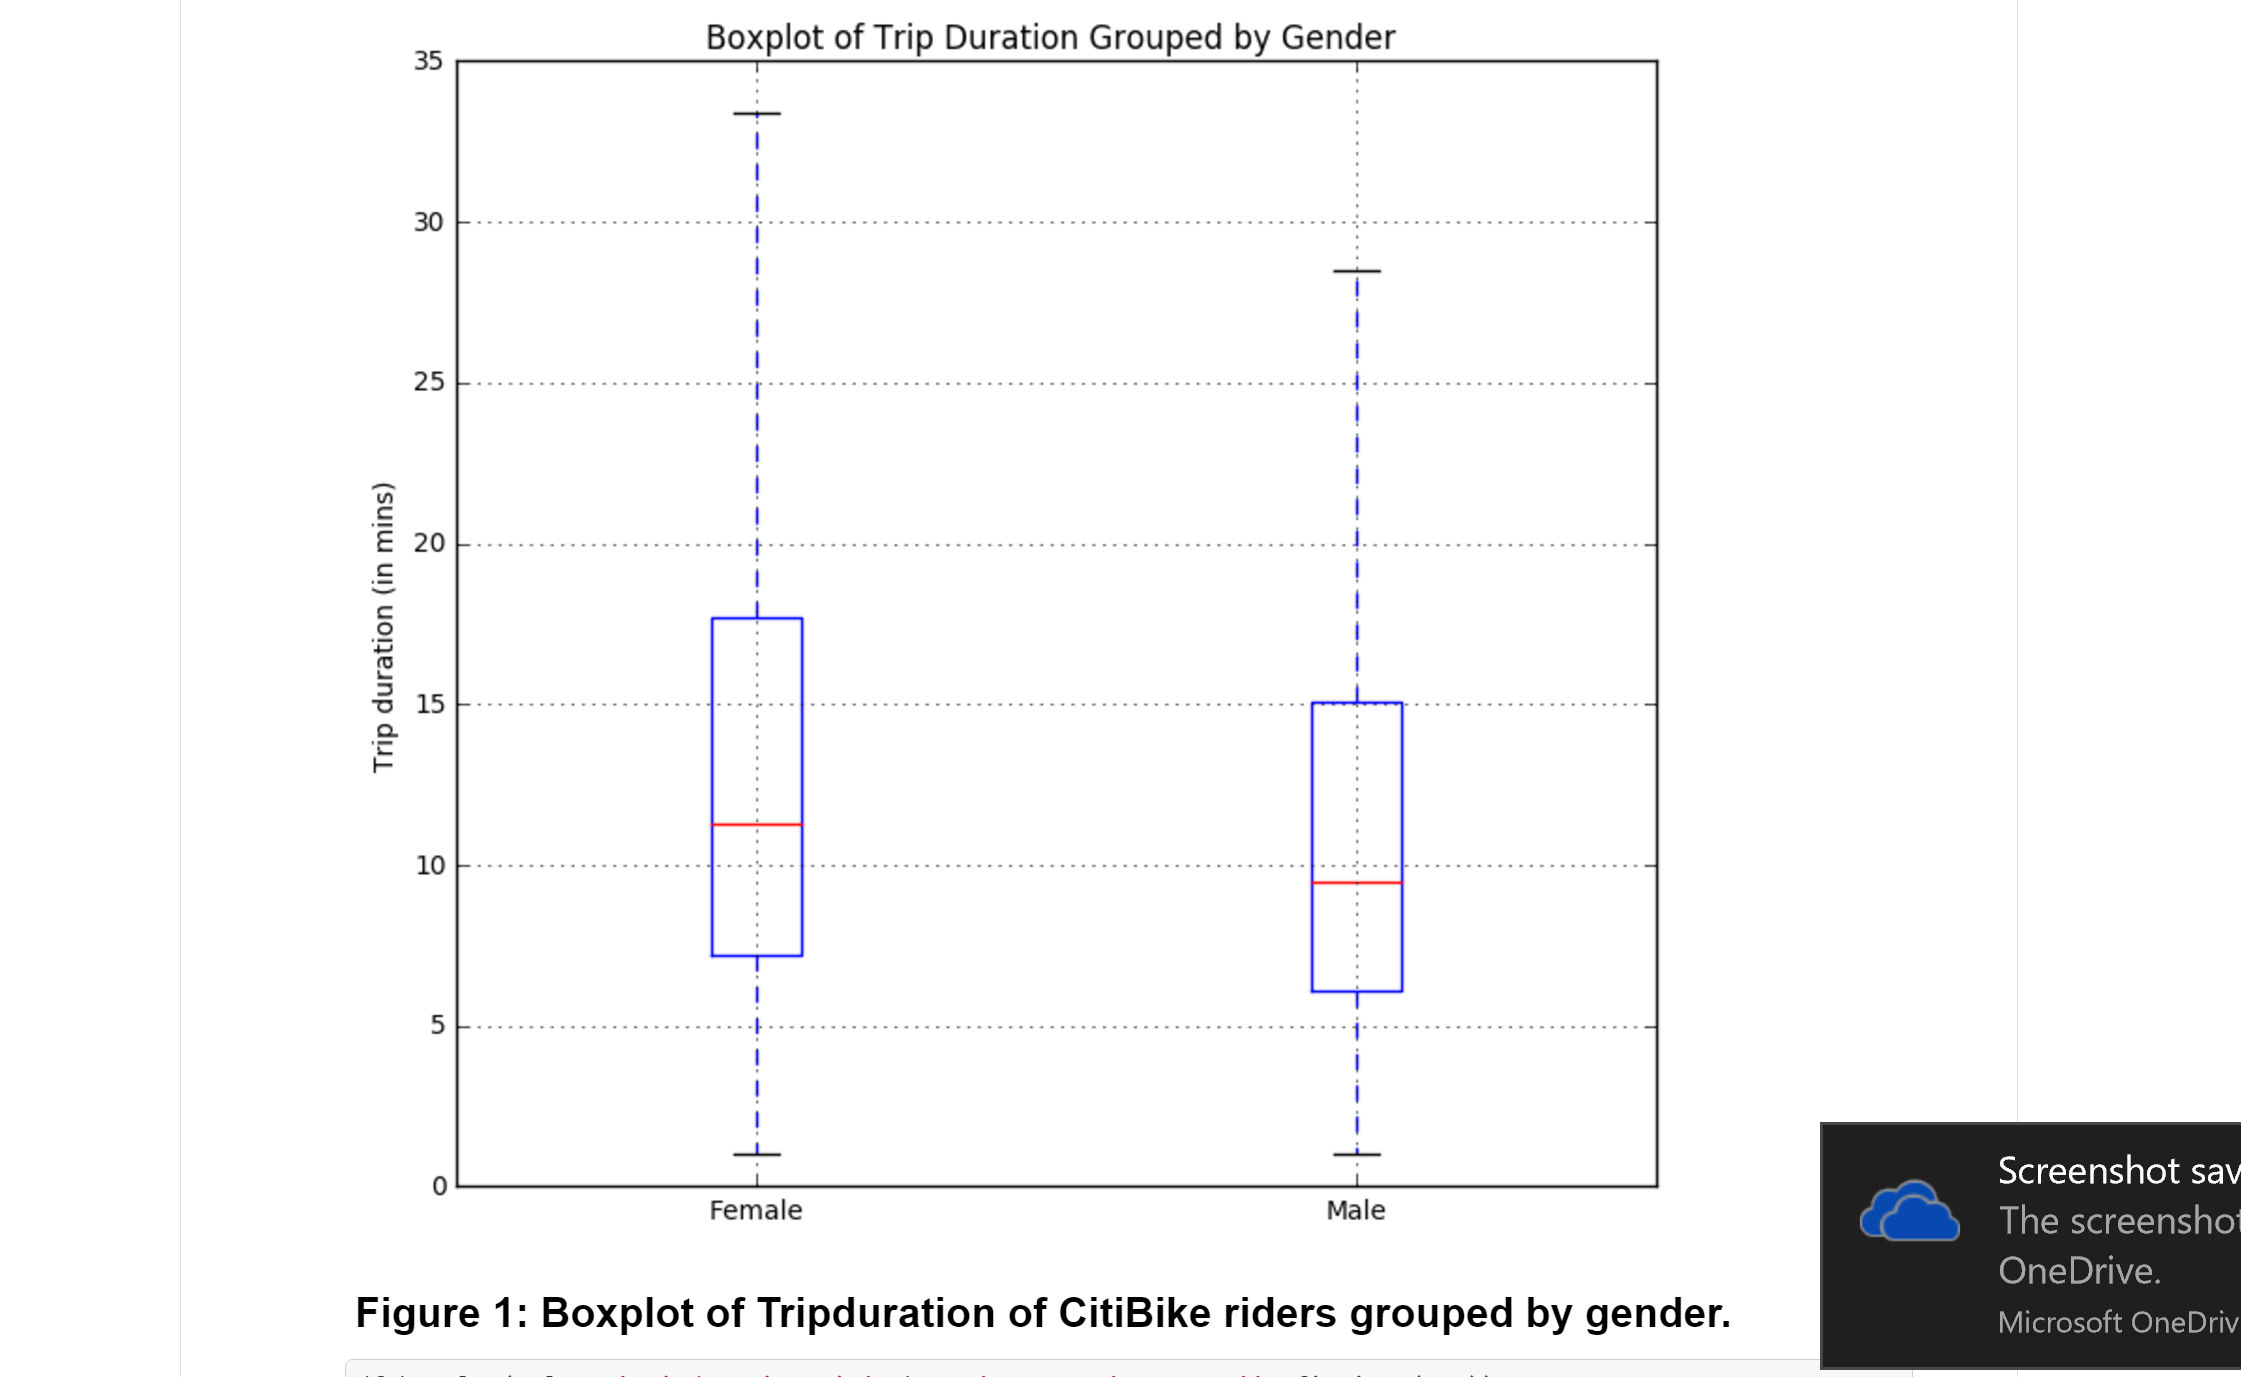 Boxplot of Trip Duration Grouped by Gender
35
30
25
20
15
10
5
0
Trip duration (in mins)
Female
Male
Figure 1: Boxplot of Tripduration of CitiBike riders grouped by gender.
Screenshot sav
The screenshot
OneDrive.
Microsoft OneDriv